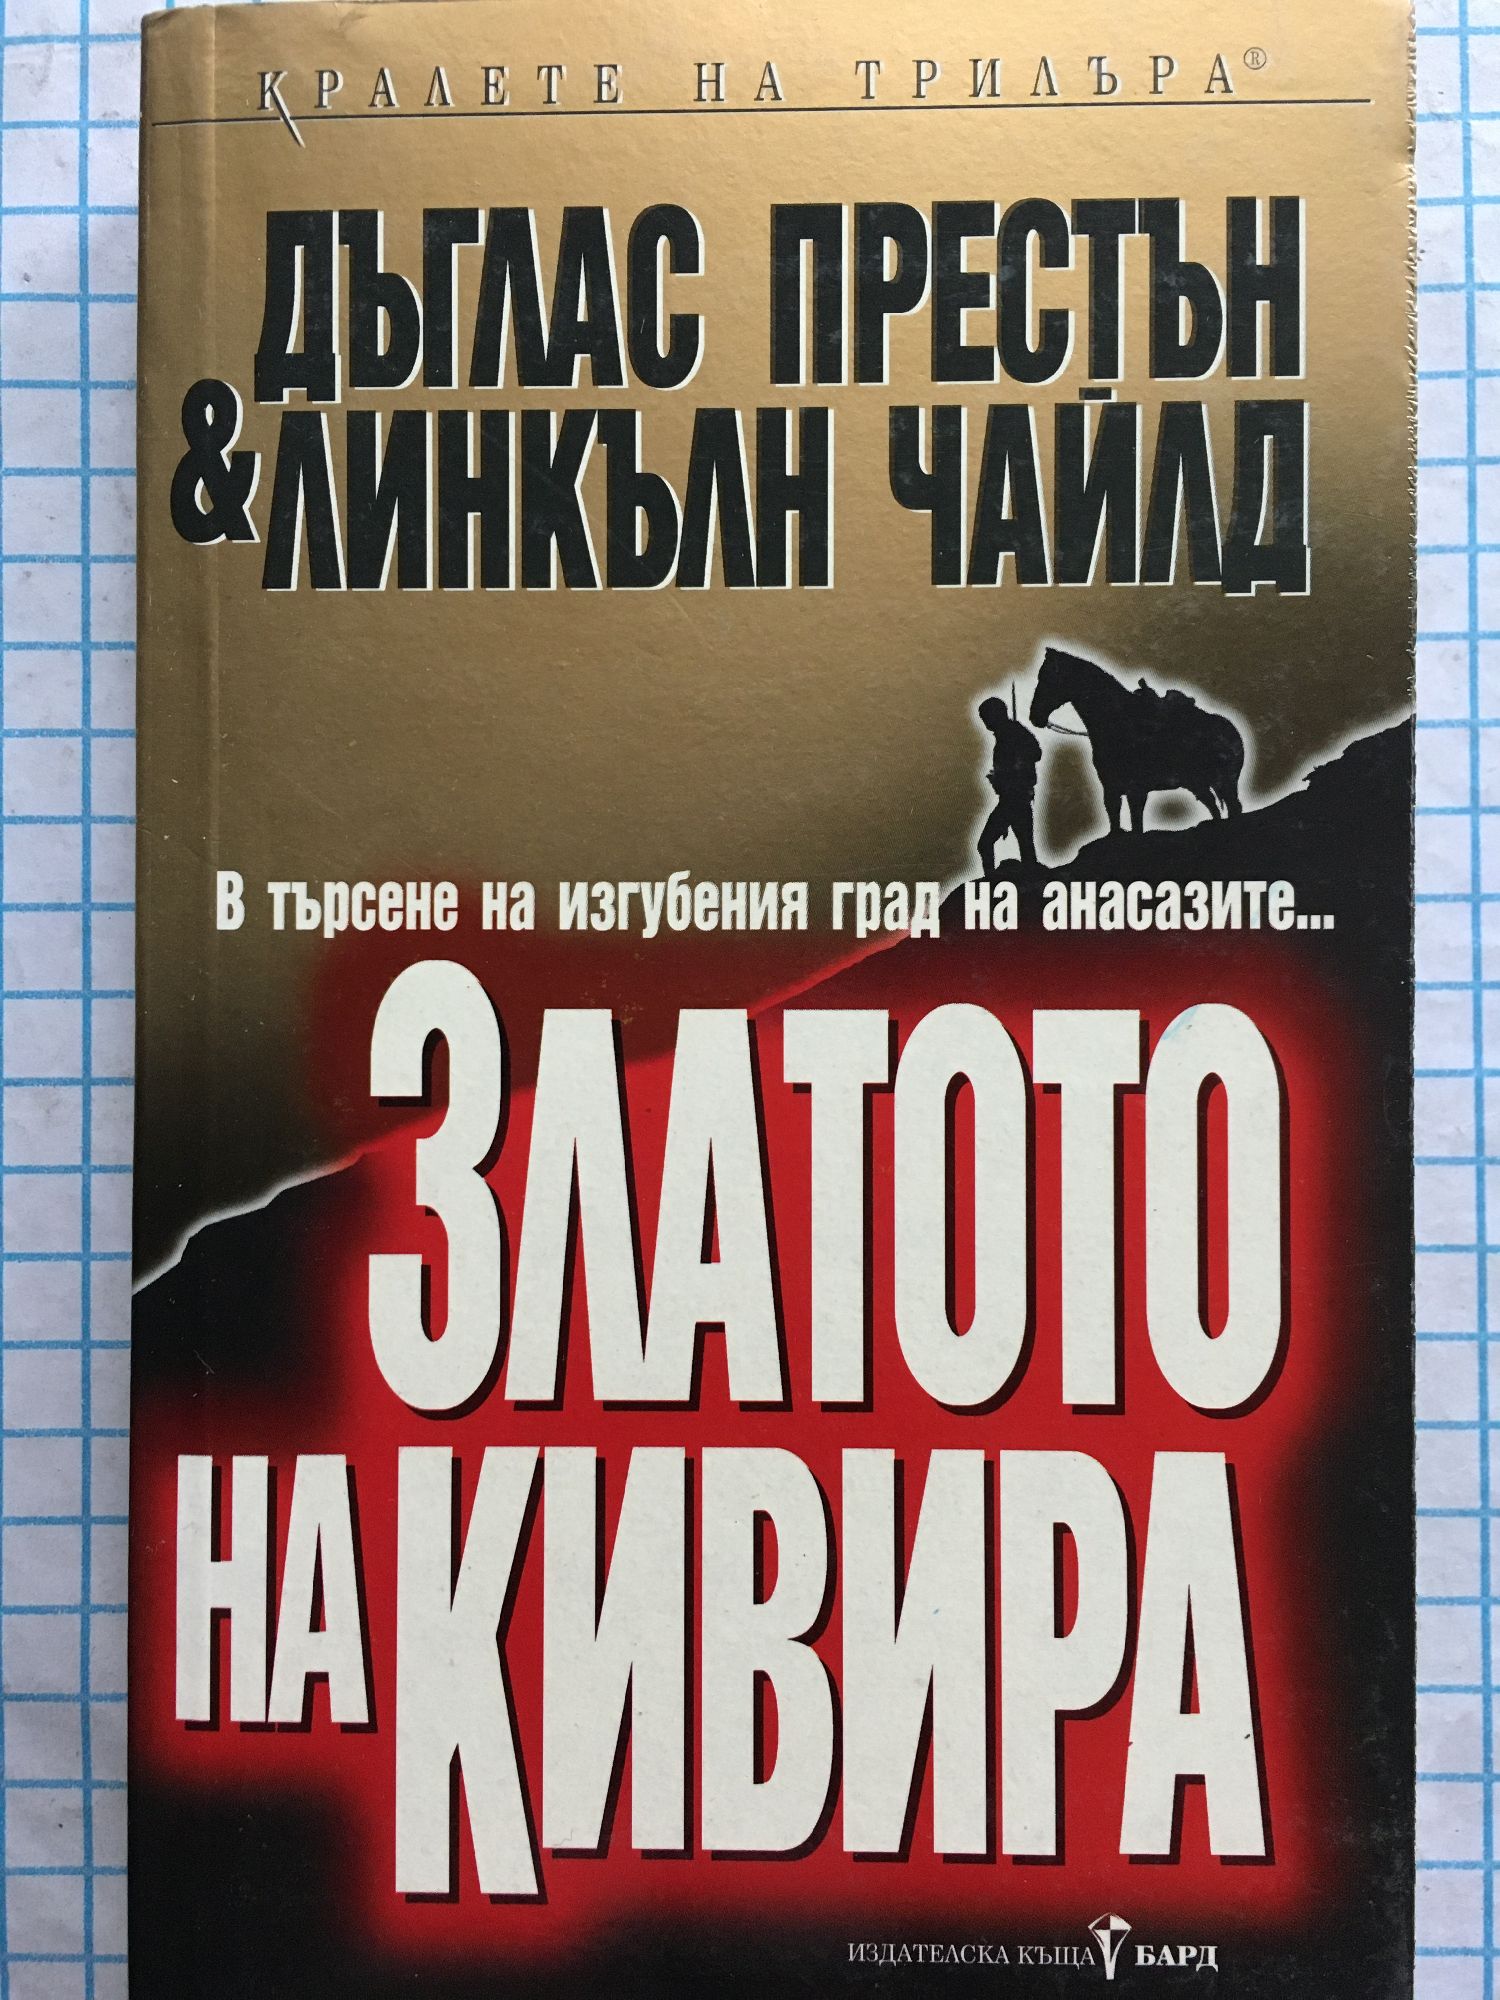 КРАЛЕТЕ НА ТРИЛЪРА®
ДЪГЛАС ПРЕСТЪН
& ЛИНКЪЛН ЧАЙЛД
В търсене на изгубения град на анасазите...
ЗЛАТОТО
НА КИВИРА
ИЗДАТЕЛСКА КЪЩА БАРД